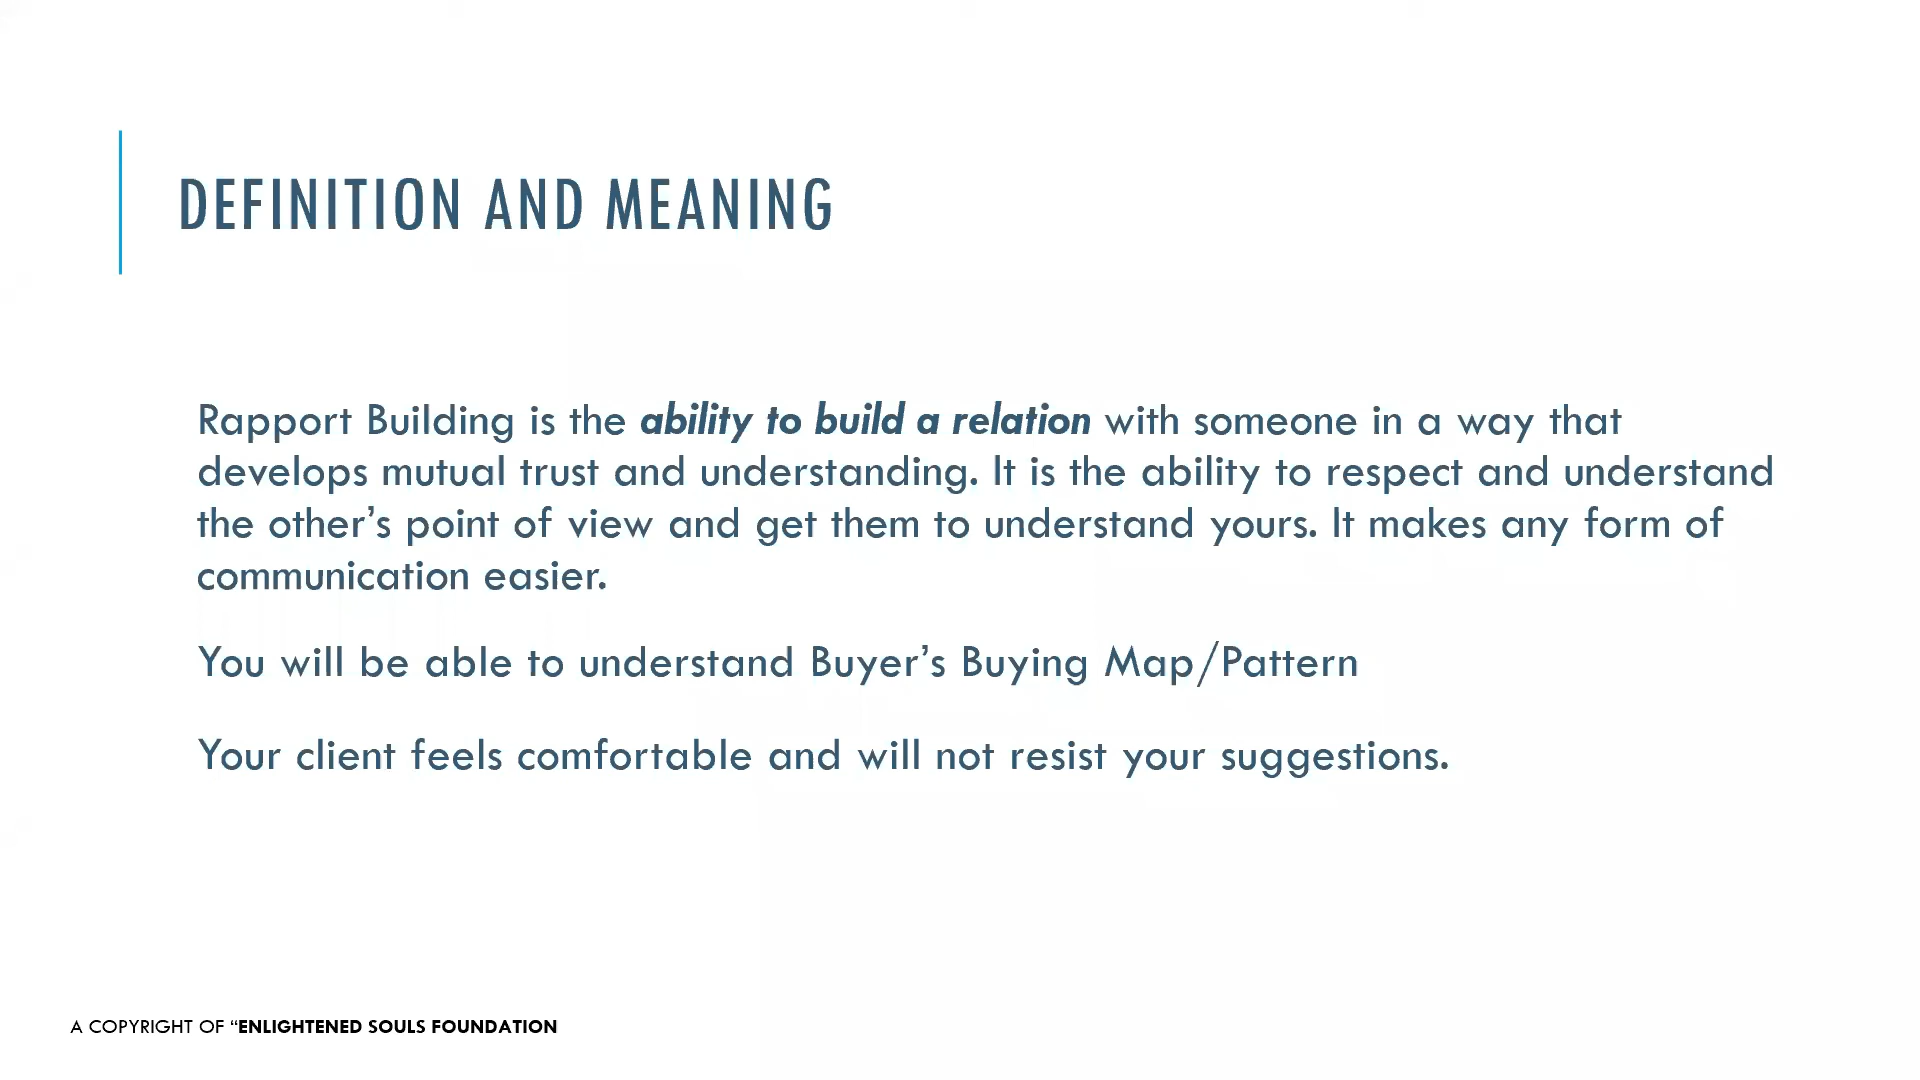 DEFINITION AND MEANING
Rapport Building is the ability to build a relation with someone in a way that
develops mutual trust and understanding. It is the ability to respect and understand
the other’s point of view and get them to understand yours. It makes any form of
communication easier.
You will be able to understand Buyer’s Buying Map/Pattern
Your client feels comfortable and will not resist your suggestions.
A COPYRIGHT OF “ENLIGHTENED SOULS FOUNDATION